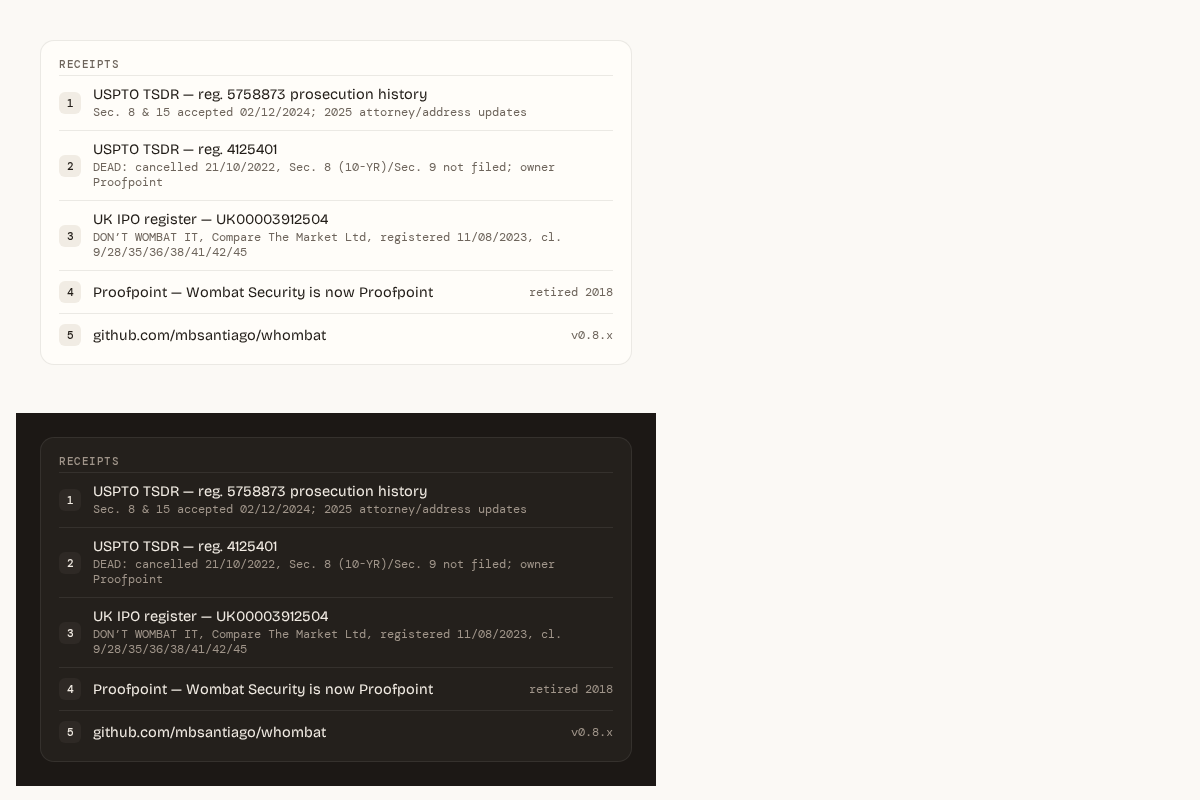 RECEIPTS
1
USPTO TSDR — reg. 5758873 prosecution history
Sec. 8 & 15 accepted 02/12/2024; 2025 attorney/address updates
2
USPTO TSDR — reg. 4125401
DEAD: cancelled 21/10/2022, Sec. 8 (10-YR)/Sec. 9 not filed; owner
Proofpoint
3
UK IPO register — UK00003912504
DON’T WOMBAT IT, Compare The Market Ltd, registered 11/08/2023, cl.
9/28/35/36/38/41/42/45
4 Proofpoint — Wombat Security is now Proofpoint retired 2018
5 github.com/mbsantiago/whombat v0.8.x
RECEIPTS
1
USPTO TSDR — reg. 5758873 prosecution history
Sec. 8 & 15 accepted 02/12/2024; 2025 attorney/address updates
2
USPTO TSDR — reg. 4125401
DEAD: cancelled 21/10/2022, Sec. 8 (10-YR)/Sec. 9 not filed; owner
Proofpoint
3
UK IPO register — UK00003912504
DON’T WOMBAT IT, Compare The Market Ltd, registered 11/08/2023, cl.
9/28/35/36/38/41/42/45
4 Proofpoint — Wombat Security is now Proofpoint retired 2018
5 github.com/mbsantiago/whombat v0.8.x